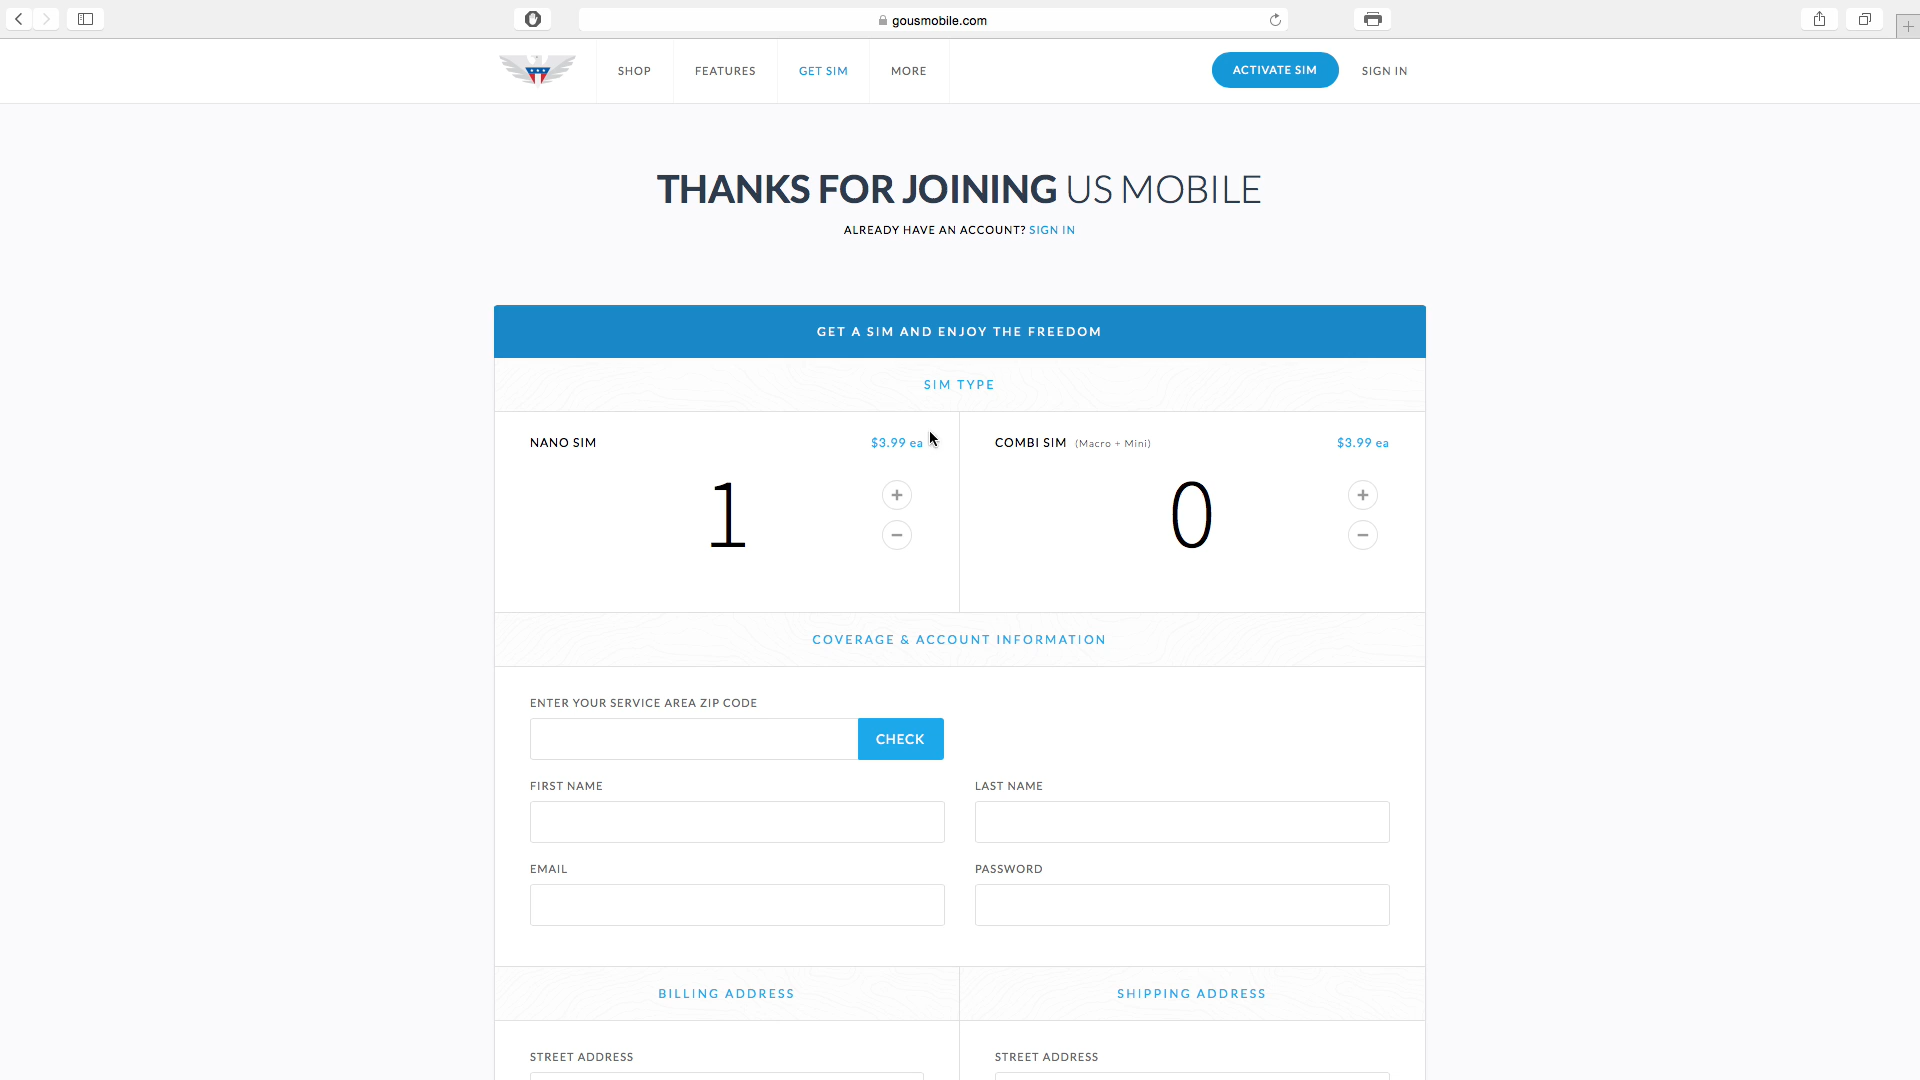 gousmobile.com
SHOP
FEATURES
GET SIM
MORE
ACTIVATE SIM
SIGN IN
THANKS FOR JOINING US MOBILE
ALREADY HAVE AN ACCOUNT? SIGN IN
GET A SIM AND ENJOY THE FREEDOM
SIM TYPE
NANO SIM
$3.99 ea
1
+
−
COMBI SIM (Macro + Mini)
$3.99 ea
0
+
−
COVERAGE & ACCOUNT INFORMATION
ENTER YOUR SERVICE AREA ZIP CODE
CHECK
FIRST NAME
LAST NAME
EMAIL
PASSWORD
BILLING ADDRESS
SHIPPING ADDRESS
STREET ADDRESS
STREET ADDRESS